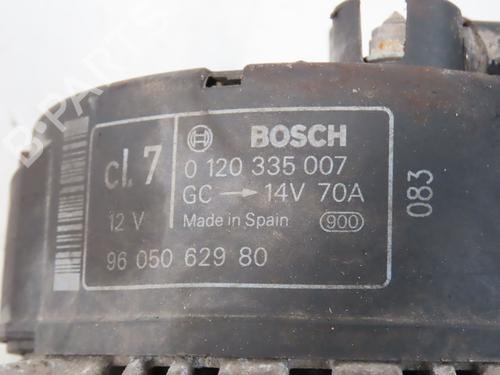 BOSCH
cl. 7
0 120 335 007
GC → 14V 70A
12 V
Made in Spain 900
96 050 629 80
083
B-PARTS